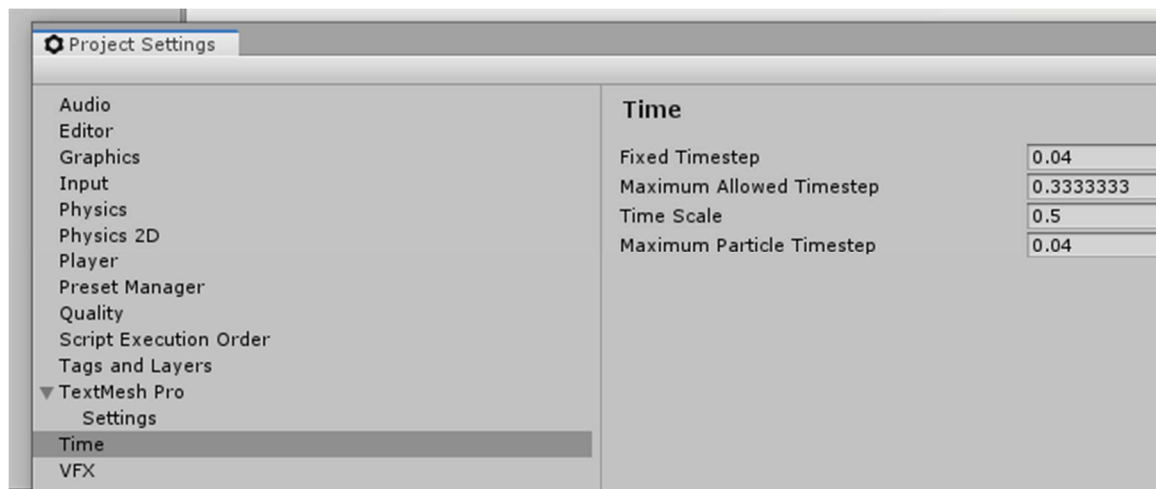 Project Settings
Audio
Editor
Graphics
Input
Physics
Physics 2D
Player
Preset Manager
Quality
Script Execution Order
Tags and Layers
TextMesh Pro
Settings
Time
VFX
Time
Fixed Timestep 0.04
Maximum Allowed Timestep 0.3333333
Time Scale 0.5
Maximum Particle Timestep 0.04